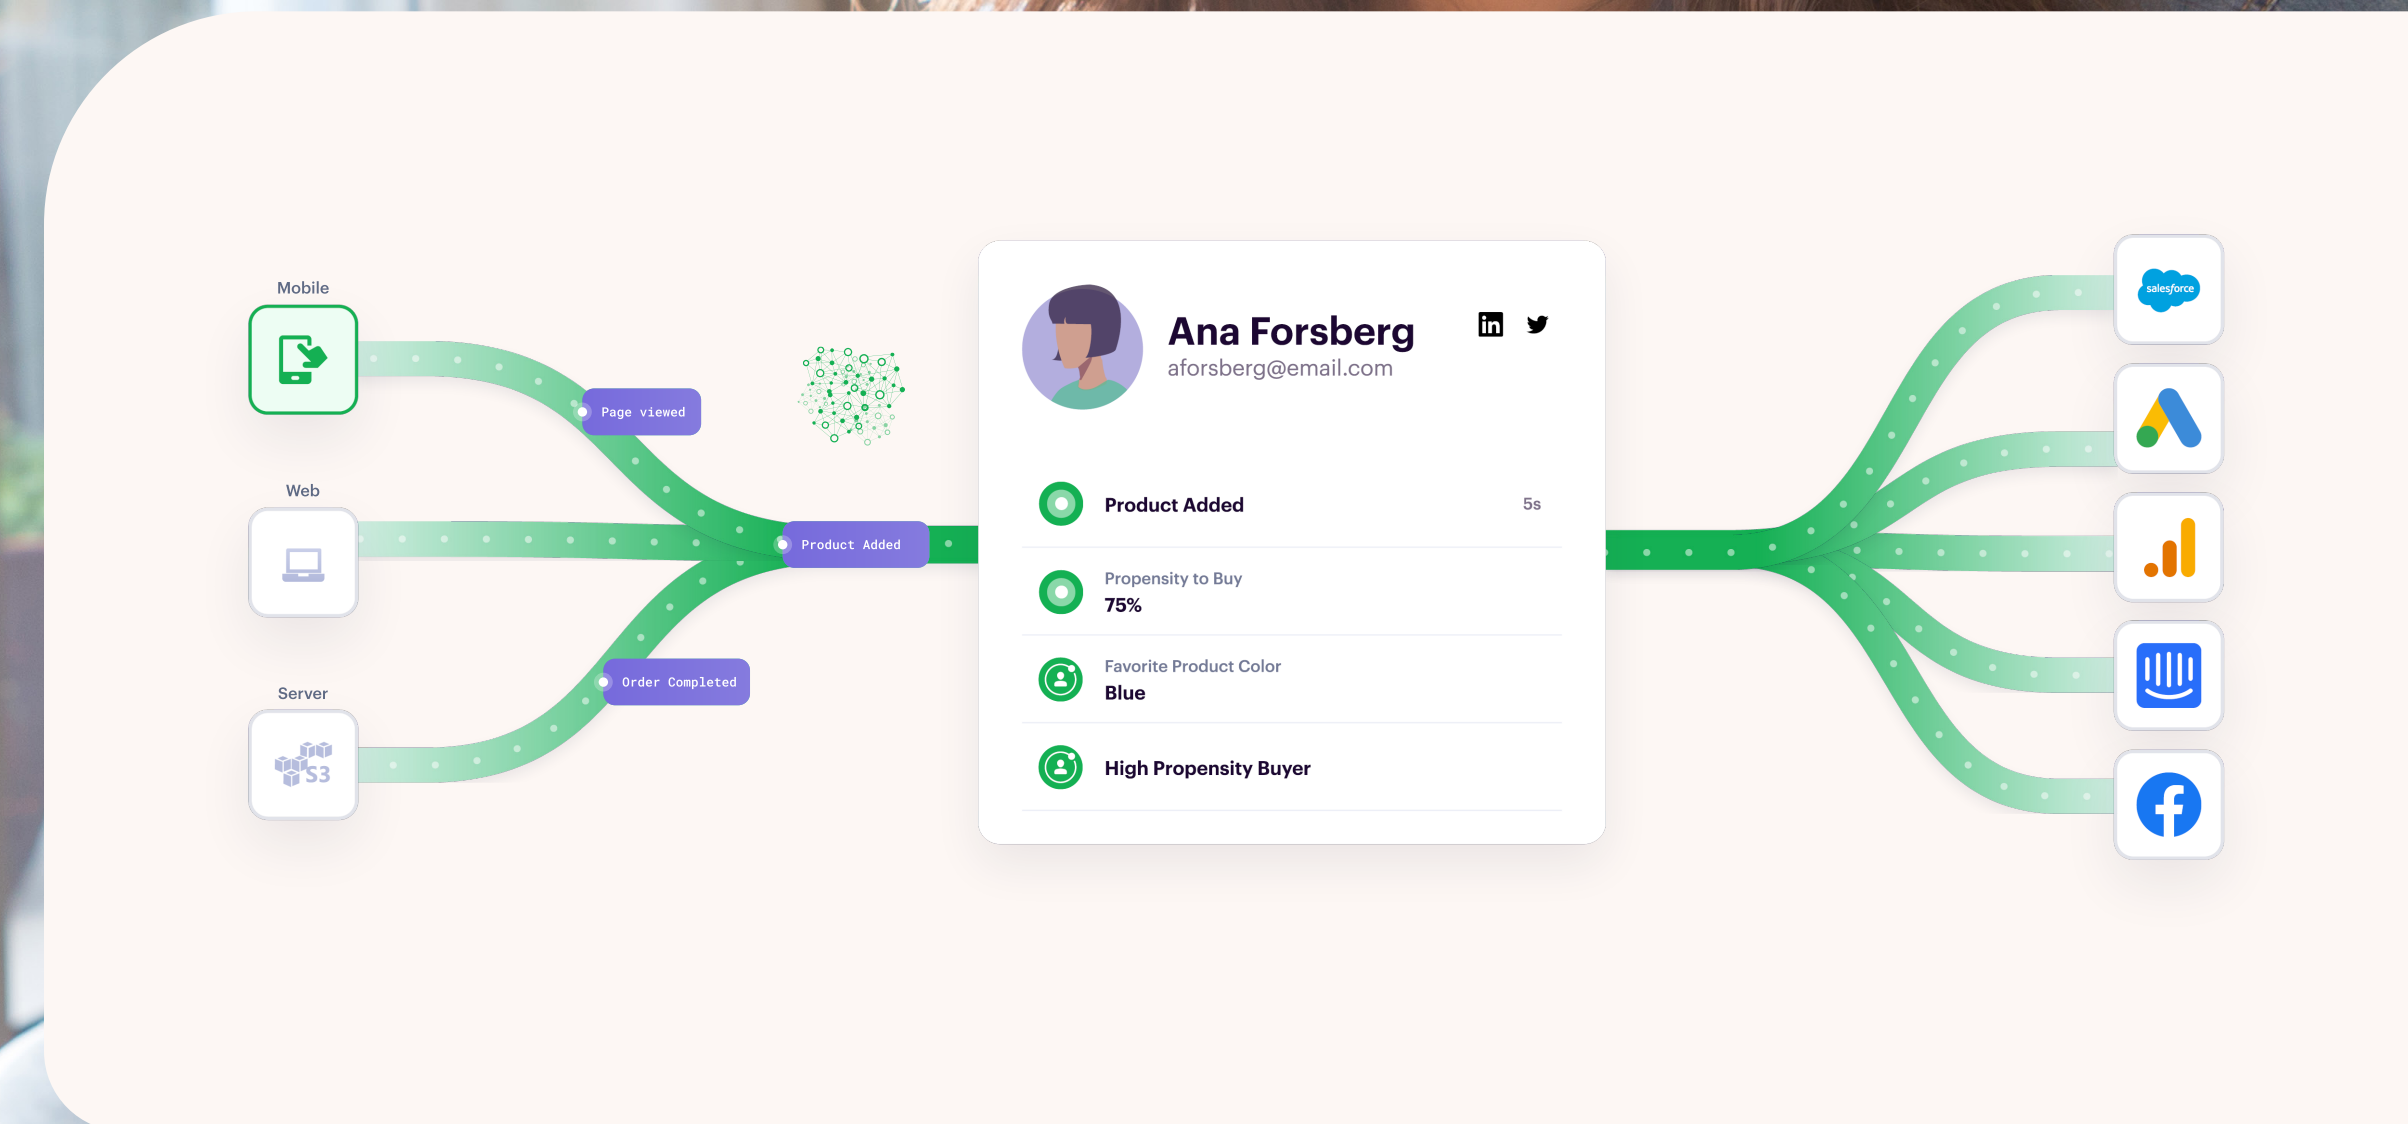 Mobile
Page viewed
Web
Product Added
Server
S3
Order Completed
Ana Forsberg
in
aforsberg@email.com
Product Added
5s
Propensity to Buy
75%
Favorite Product Color
Blue
High Propensity Buyer
salesforce
f